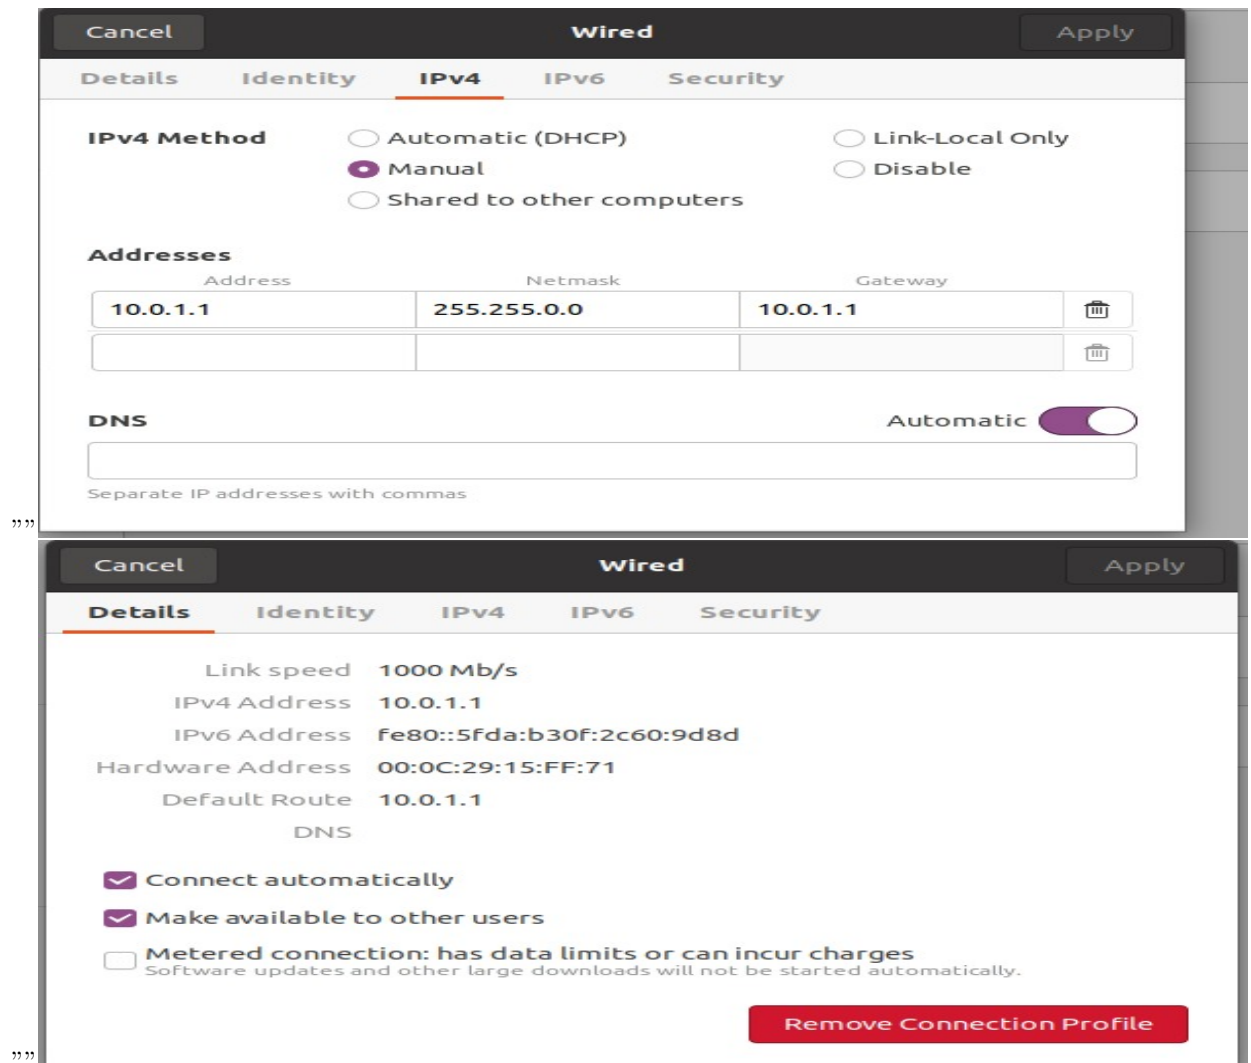 Cancel Wired Apply
Details Identity IPv4 IPv6 Security
IPv4 Method Automatic (DHCP) Link-Local Only
Manual Disable
Shared to other computers
Addresses
Address Netmask Gateway
10.0.1.1 255.255.0.0 10.0.1.1
DNS Automatic
Separate IP addresses with commas
””
Cancel Wired Apply
Details Identity IPv4 IPv6 Security
Link speed 1000 Mb/s
IPv4 Address 10.0.1.1
IPv6 Address fe80::5fda:b30f:2c60:9d8d
Hardware Address 00:0C:29:15:FF:71
Default Route 10.0.1.1
DNS
Connect automatically
Make available to other users
Metered connection: has data limits or can incur charges
Software updates and other large downloads will not be started automatically.
Remove Connection Profile
””